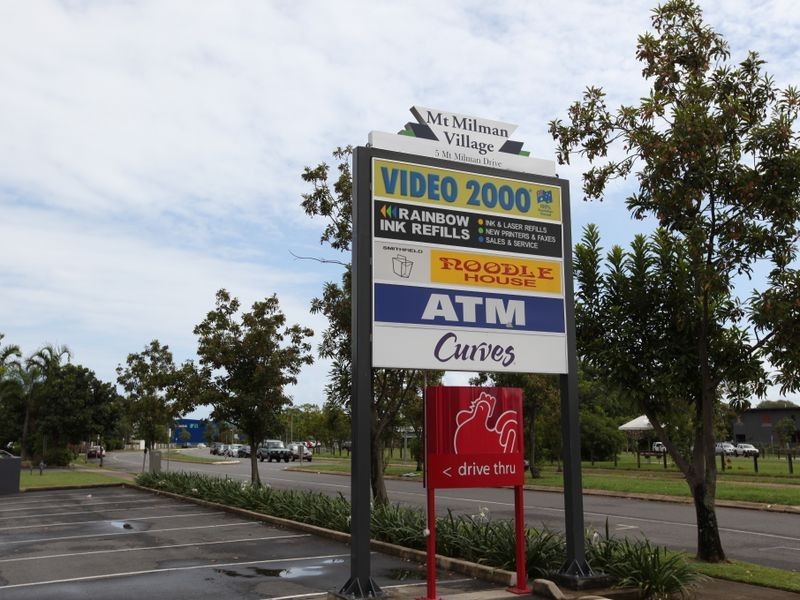 Mt Milman
Village
5 Mt Milman Drive
VIDEO 2000
RAINBOW
INK REFILLS
INK & LASER REFILLS
NEW PRINTERS & FAXES
SALES & SERVICE
SMITHFIELD
NOODLE
HOUSE
ATM
Curves
< drive thru